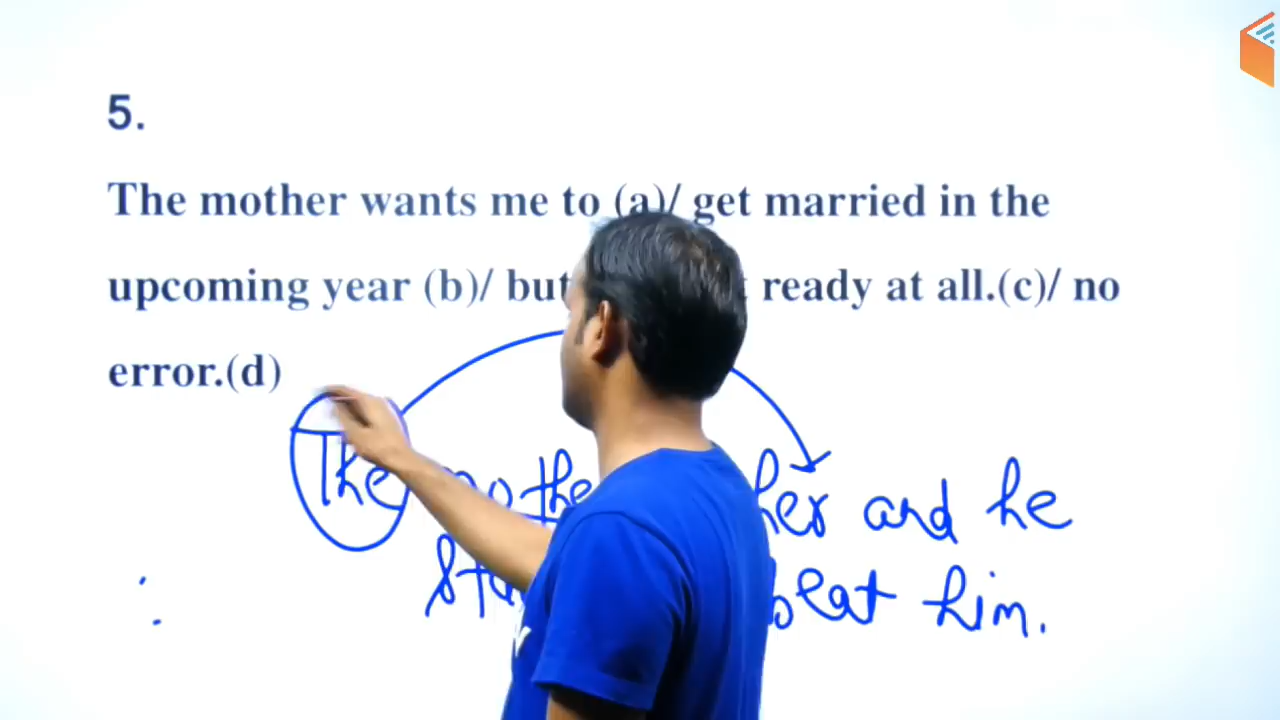 5.
The mother wants me to (a)/ get married in the
upcoming year (b)/ but ready at all.(c)/ no
error.(d)
The and he
beat him.